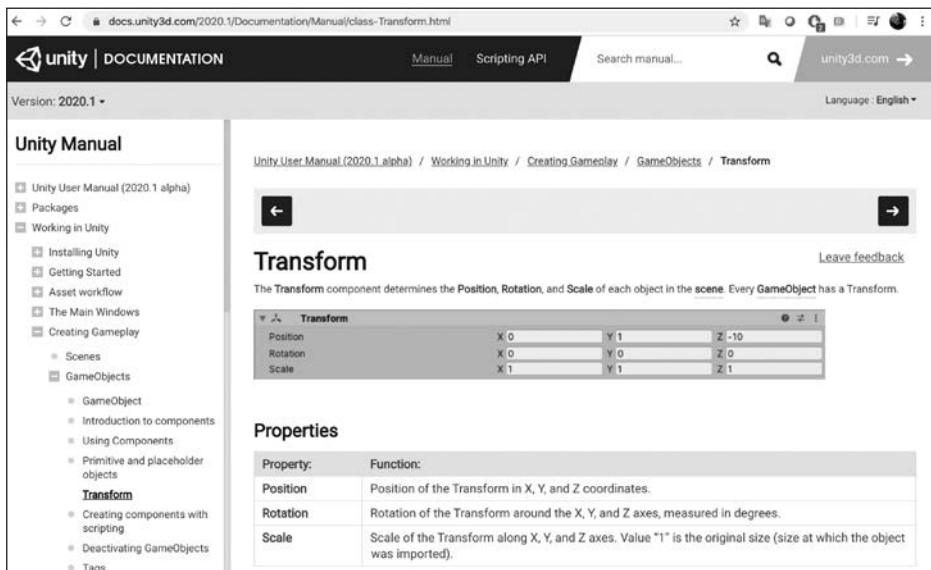 docs.unity3d.com/2020.1/Documentation/Manual/class-Transform.html
unity | DOCUMENTATION
Manual
Scripting API
Search manual...
unity3d.com
Version: 2020.1
Language : English
Unity Manual
Unity User Manual (2020.1 alpha)
Packages
Working in Unity
Installing Unity
Getting Started
Asset workflow
The Main Windows
Creating Gameplay
Scenes
GameObjects
GameObject
Introduction to components
Using Components
Primitive and placeholder
objects
Transform
Creating components with
scripting
Deactivating GameObjects
Tags
Unity User Manual (2020.1 alpha) / Working in Unity / Creating Gameplay / GameObjects / Transform
Transform
Leave feedback
The Transform component determines the Position, Rotation, and Scale of each object in the scene. Every GameObject has a Transform.
Transform
Position X 0 Y 1 Z -10
Rotation X 0 Y 0 Z 0
Scale X 1 Y 1 Z 1
Properties
Property: Function:
Position Position of the Transform in X, Y, and Z coordinates.
Rotation Rotation of the Transform around the X, Y, and Z axes, measured in degrees.
Scale Scale of the Transform along X, Y, and Z axes. Value "1" is the original size (size at which the object
was imported).